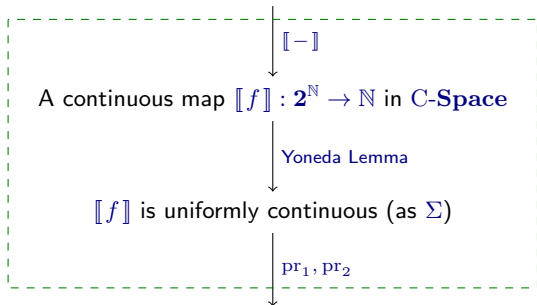 ⟦−⟧
A continuous map ⟦f⟧ : 𝟐^ℕ → ℕ in C-Space
Yoneda Lemma
⟦f⟧ is uniformly continuous (as Σ)
pr₁, pr₂